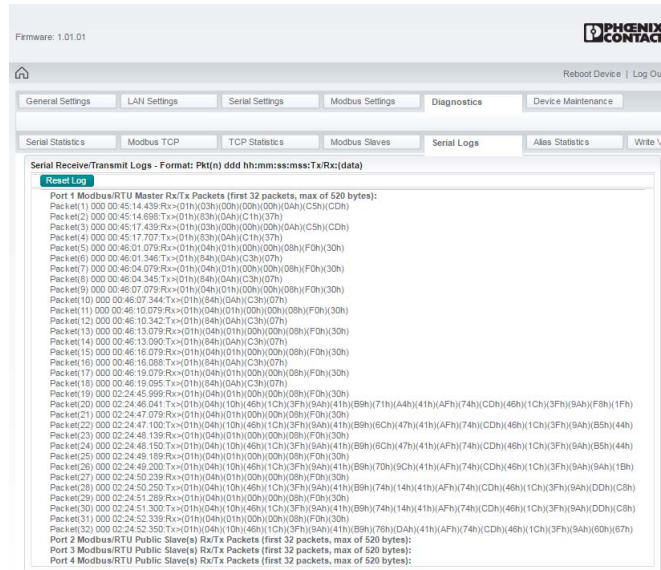 Firmware: 1.01.01
PHŒNIX
CONTACT
Reboot Device | Log Ou
General Settings
LAN Settings
Serial Settings
Modbus Settings
Diagnostics
Device Maintenance
Serial Statistics
Modbus TCP
TCP Statistics
Modbus Slaves
Serial Logs
Alias Statistics
Write V
Serial Receive/Transmit Logs - Format: Pkt(n) ddd hh:mm:ss:mss:Tx/Rx:(data)
Reset Log
Port 1 Modbus/RTU Master Rx/Tx Packets (first 32 packets, max of 520 bytes):
Packet(1) 000 00:45:14.439:Rx>(01h)(03h)(00h)(00h)(00h)(0Ah)(C5h)(CDh)
Packet(2) 000 00:45:14.698:Tx>(01h)(83h)(0Ah)(C1h)(37h)
Packet(3) 000 00:45:17.439:Rx>(01h)(03h)(00h)(00h)(00h)(0Ah)(C5h)(CDh)
Packet(4) 000 00:45:17.707:Tx>(01h)(83h)(0Ah)(C1h)(37h)
Packet(5) 000 00:46:01.079:Rx>(01h)(04h)(01h)(00h)(00h)(08h)(F0h)(30h)
Packet(6) 000 00:46:01.346:Tx>(01h)(84h)(0Ah)(C3h)(07h)
Packet(7) 000 00:46:04.079:Rx>(01h)(04h)(01h)(00h)(00h)(08h)(F0h)(30h)
Packet(8) 000 00:46:04.345:Tx>(01h)(84h)(0Ah)(C3h)(07h)
Packet(9) 000 00:46:07.079:Rx>(01h)(04h)(01h)(00h)(00h)(08h)(F0h)(30h)
Packet(10) 000 00:46:07.344:Tx>(01h)(84h)(0Ah)(C3h)(07h)
Packet(11) 000 00:46:10.079:Rx>(01h)(04h)(01h)(00h)(00h)(08h)(F0h)(30h)
Packet(12) 000 00:46:10.342:Tx>(01h)(84h)(0Ah)(C3h)(07h)
Packet(13) 000 00:46:13.079:Rx>(01h)(04h)(01h)(00h)(00h)(08h)(F0h)(30h)
Packet(14) 000 00:46:13.090:Tx>(01h)(84h)(0Ah)(C3h)(07h)
Packet(15) 000 00:46:16.079:Rx>(01h)(04h)(01h)(00h)(00h)(08h)(F0h)(30h)
Packet(16) 000 00:46:16.088:Tx>(01h)(84h)(0Ah)(C3h)(07h)
Packet(17) 000 00:46:19.079:Rx>(01h)(04h)(01h)(00h)(00h)(08h)(F0h)(30h)
Packet(18) 000 00:46:19.095:Tx>(01h)(84h)(0Ah)(C3h)(07h)
Packet(19) 000 02:24:45.999:Rx>(01h)(04h)(01h)(00h)(00h)(08h)(F0h)(30h)
Packet(20) 000 02:24:46.041:Tx>(01h)(04h)(10h)(46h)(1Ch)(3Fh)(9Ah)(41h)(B9h)(71h)(A4h)(41h)(AFh)(74h)(CDh)(46h)(1Ch)(3Fh)(9Ah)(F8h)(1Fh)
Packet(21) 000 02:24:47.079:Rx>(01h)(04h)(01h)(00h)(00h)(08h)(F0h)(30h)
Packet(22) 000 02:24:47.100:Tx>(01h)(04h)(10h)(46h)(1Ch)(3Fh)(9Ah)(41h)(B9h)(6Ch)(47h)(41h)(AFh)(74h)(CDh)(46h)(1Ch)(3Fh)(9Ah)(B5h)(44h)
Packet(23) 000 02:24:48.139:Rx>(01h)(04h)(01h)(00h)(00h)(08h)(F0h)(30h)
Packet(24) 000 02:24:48.150:Tx>(01h)(04h)(10h)(46h)(1Ch)(3Fh)(9Ah)(41h)(B9h)(6Ch)(47h)(41h)(AFh)(74h)(CDh)(46h)(1Ch)(3Fh)(9Ah)(B5h)(44h)
Packet(25) 000 02:24:49.189:Rx>(01h)(04h)(01h)(00h)(00h)(08h)(F0h)(30h)
Packet(26) 000 02:24:49.200:Tx>(01h)(04h)(10h)(46h)(1Ch)(3Fh)(9Ah)(41h)(B9h)(70h)(9Ch)(41h)(AFh)(74h)(CDh)(46h)(1Ch)(3Fh)(9Ah)(9Ah)(1Bh)
Packet(27) 000 02:24:50.239:Rx>(01h)(04h)(01h)(00h)(00h)(08h)(F0h)(30h)
Packet(28) 000 02:24:50.250:Tx>(01h)(04h)(10h)(46h)(1Ch)(3Fh)(9Ah)(41h)(B9h)(74h)(14h)(41h)(AFh)(74h)(CDh)(46h)(1Ch)(3Fh)(9Ah)(DDh)(C8h)
Packet(29) 000 02:24:51.289:Rx>(01h)(04h)(01h)(00h)(00h)(08h)(F0h)(30h)
Packet(30) 000 02:24:51.300:Tx>(01h)(04h)(10h)(46h)(1Ch)(3Fh)(9Ah)(41h)(B9h)(74h)(14h)(41h)(AFh)(74h)(CDh)(46h)(1Ch)(3Fh)(9Ah)(DDh)(C8h)
Packet(31) 000 02:24:52.339:Rx>(01h)(04h)(01h)(00h)(00h)(08h)(F0h)(30h)
Packet(32) 000 02:24:52.350:Tx>(01h)(04h)(10h)(46h)(1Ch)(3Fh)(9Ah)(41h)(B9h)(76h)(DAh)(41h)(AFh)(74h)(CDh)(46h)(1Ch)(3Fh)(9Ah)(60h)(67h)
Port 2 Modbus/RTU Public Slave(s) Rx/Tx Packets (first 32 packets, max of 520 bytes):
Port 3 Modbus/RTU Public Slave(s) Rx/Tx Packets (first 32 packets, max of 520 bytes):
Port 4 Modbus/RTU Public Slave(s) Rx/Tx Packets (first 32 packets, max of 520 bytes):